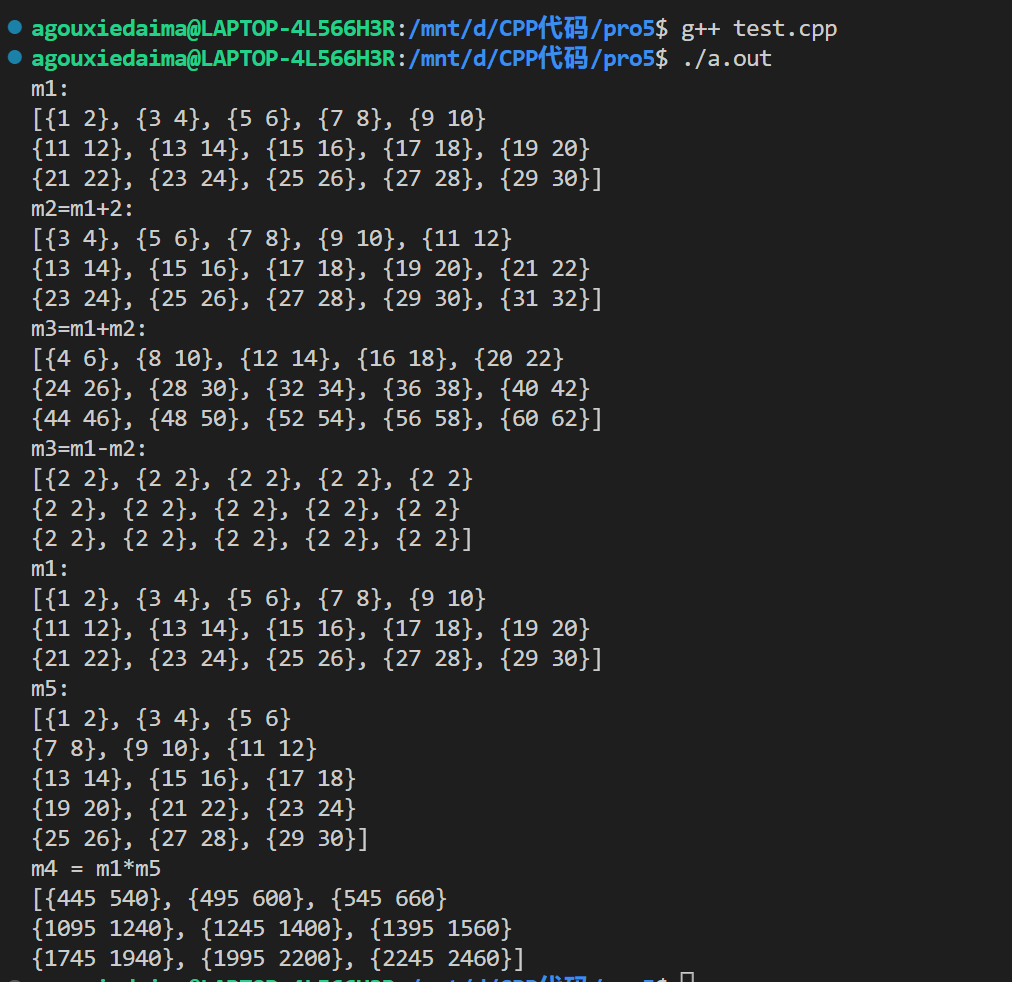 agouxiedaima@LAPTOP-4L566H3R:/mnt/d/CPP代码/pro5$ g++ test.cpp
agouxiedaima@LAPTOP-4L566H3R:/mnt/d/CPP代码/pro5$ ./a.out
m1:
[{1 2}, {3 4}, {5 6}, {7 8}, {9 10}
{11 12}, {13 14}, {15 16}, {17 18}, {19 20}
{21 22}, {23 24}, {25 26}, {27 28}, {29 30}]
m2=m1+2:
[{3 4}, {5 6}, {7 8}, {9 10}, {11 12}
{13 14}, {15 16}, {17 18}, {19 20}, {21 22}
{23 24}, {25 26}, {27 28}, {29 30}, {31 32}]
m3=m1+m2:
[{4 6}, {8 10}, {12 14}, {16 18}, {20 22}
{24 26}, {28 30}, {32 34}, {36 38}, {40 42}
{44 46}, {48 50}, {52 54}, {56 58}, {60 62}]
m3=m1-m2:
[{2 2}, {2 2}, {2 2}, {2 2}, {2 2}
{2 2}, {2 2}, {2 2}, {2 2}, {2 2}
{2 2}, {2 2}, {2 2}, {2 2}, {2 2}]
m1:
[{1 2}, {3 4}, {5 6}, {7 8}, {9 10}
{11 12}, {13 14}, {15 16}, {17 18}, {19 20}
{21 22}, {23 24}, {25 26}, {27 28}, {29 30}]
m5:
[{1 2}, {3 4}, {5 6}
{7 8}, {9 10}, {11 12}
{13 14}, {15 16}, {17 18}
{19 20}, {21 22}, {23 24}
{25 26}, {27 28}, {29 30}]
m4 = m1*m5
[{445 540}, {495 600}, {545 660}
{1095 1240}, {1245 1400}, {1395 1560}
{1745 1940}, {1995 2200}, {2245 2460}]